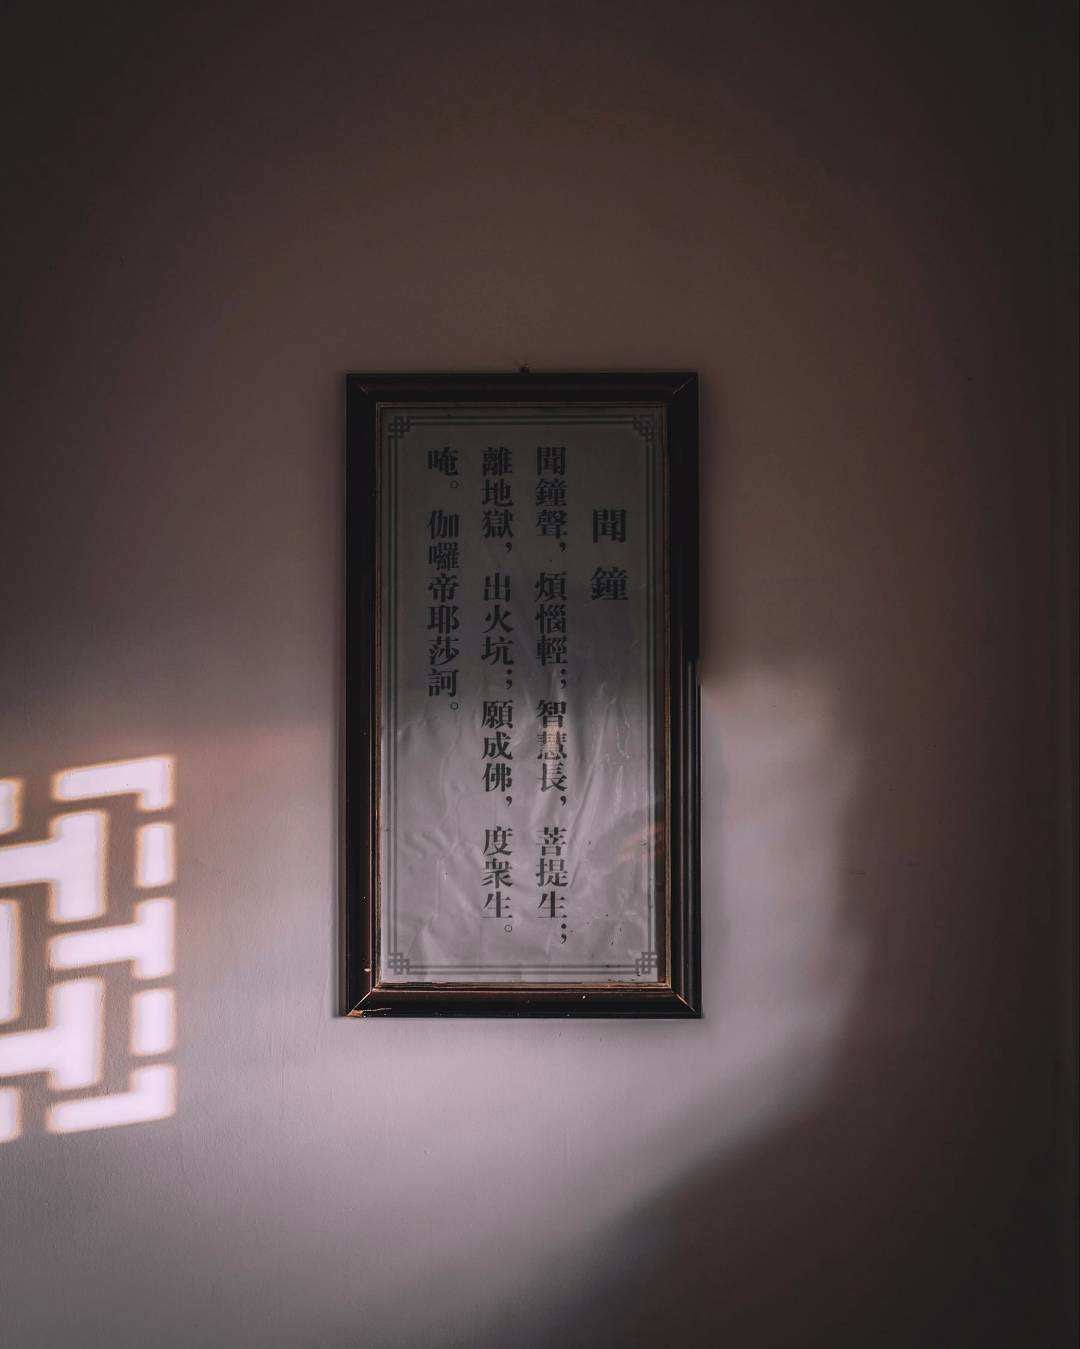 聞鐘
聞鐘聲，煩惱輕；智慧長，菩提生；
離地獄，出火坑；願成佛，度眾生。
唵。伽囉帝耶莎訶。